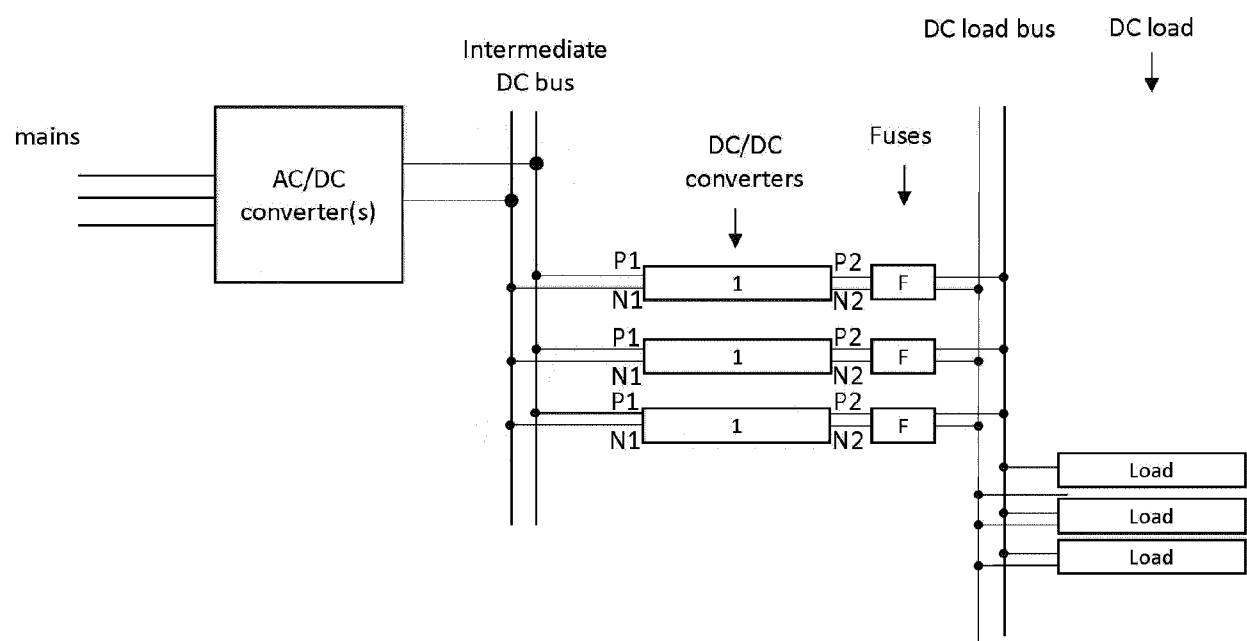 DC load bus
DC load
Intermediate
DC bus
mains
AC/DC
converter(s)
DC/DC
converters
Fuses
P1
1
P2
F
N1
N2
P1
1
P2
F
N1
N2
P1
1
P2
F
N1
N2
Load
Load
Load